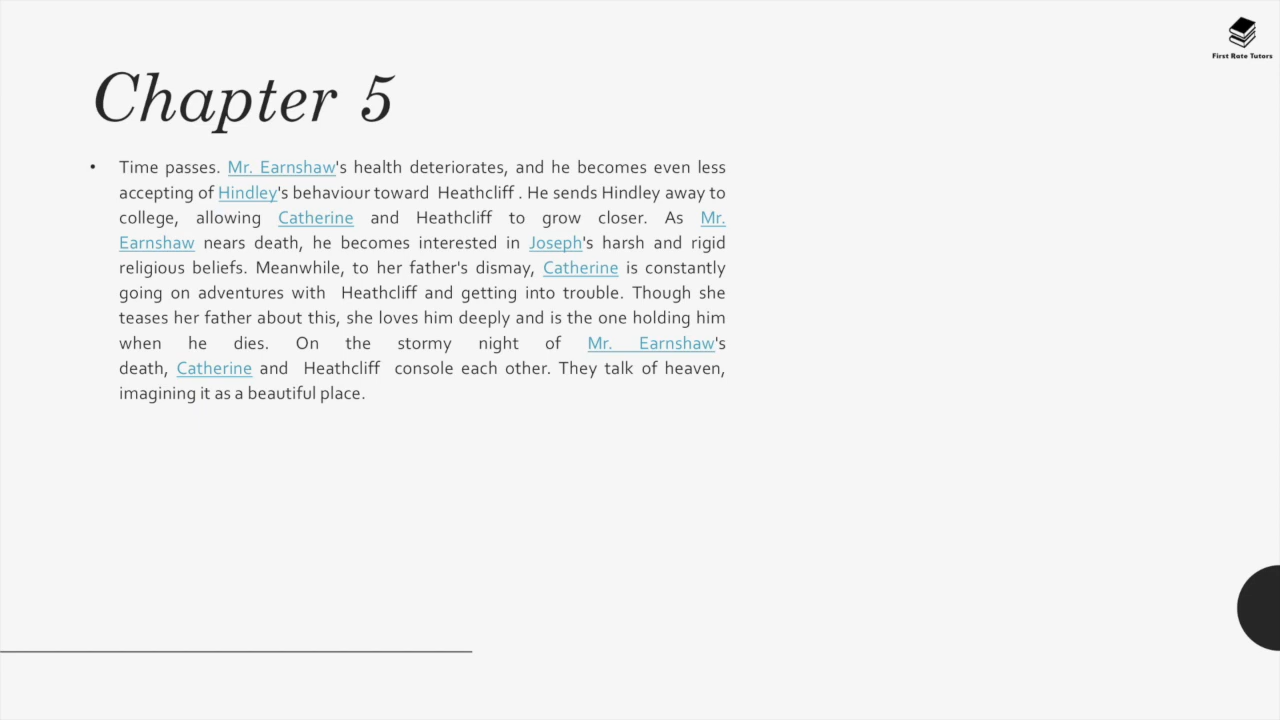 First Rate Tutors
Chapter 5
• Time passes. Mr. Earnshaw's health deteriorates, and he becomes even less
accepting of Hindley's behaviour toward Heathcliff . He sends Hindley away to
college, allowing Catherine and Heathcliff to grow closer. As Mr.
Earnshaw nears death, he becomes interested in Joseph's harsh and rigid
religious beliefs. Meanwhile, to her father's dismay, Catherine is constantly
going on adventures with Heathcliff and getting into trouble. Though she
teases her father about this, she loves him deeply and is the one holding him
when he dies. On the stormy night of Mr. Earnshaw's
death, Catherine and Heathcliff console each other. They talk of heaven,
imagining it as a beautiful place.